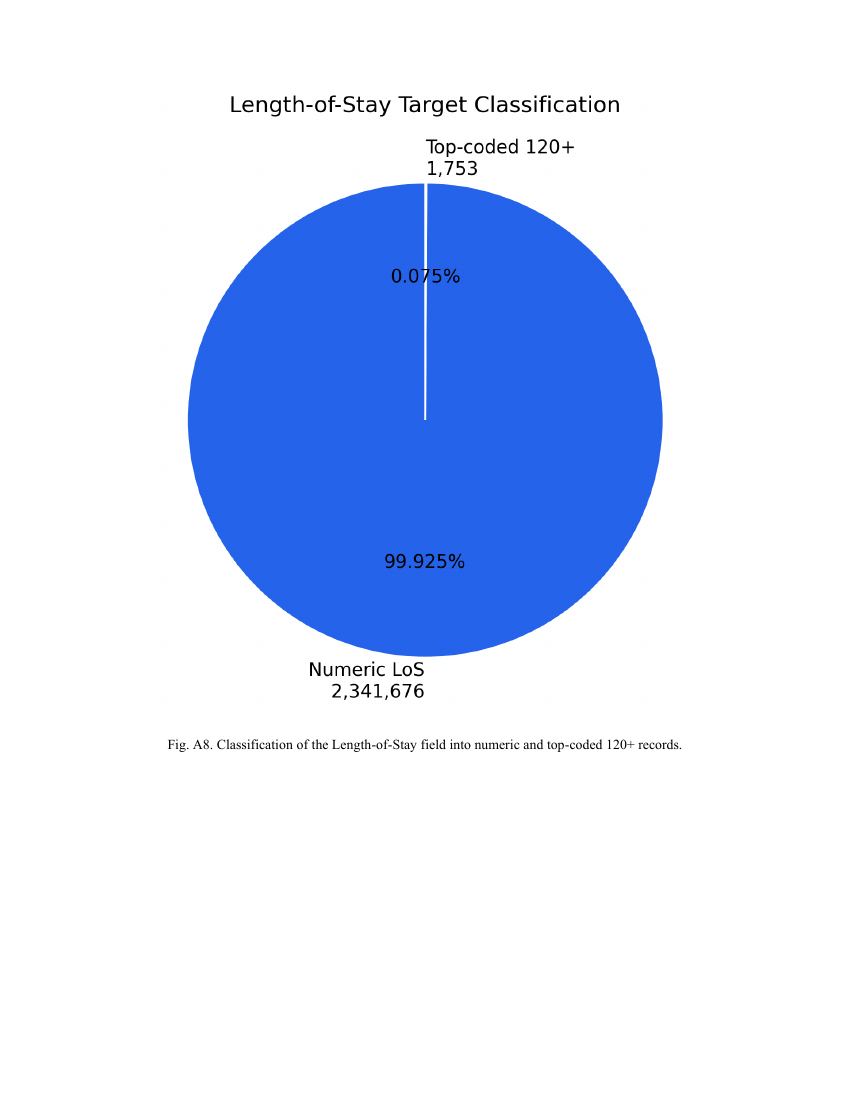 Length-of-Stay Target Classification
Top-coded 120+
1,753
0.075%
99.925%
Numeric LoS
2,341,676
Fig. A8. Classification of the Length-of-Stay field into numeric and top-coded 120+ records.